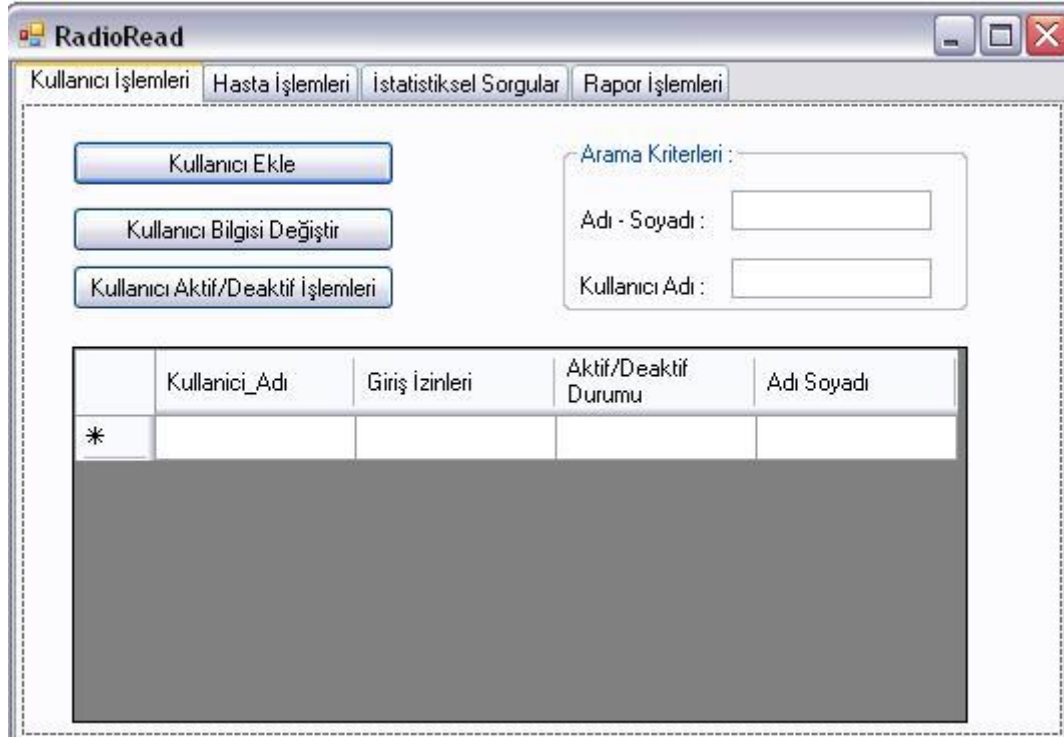 RadioRead
Kullanıcı İşlemleri Hasta İşlemleri İstatistiksel Sorgular Rapor İşlemleri
Kullanıcı Ekle
Kullanıcı Bilgisi Değiştir
Kullanıcı Aktif/Deaktif İşlemleri
Arama Kriterleri :
Adı - Soyadı :
Kullanıcı Adı :
Kullanici_Adı Giriş İzinleri Aktif/Deaktif Durumu Adı Soyadı